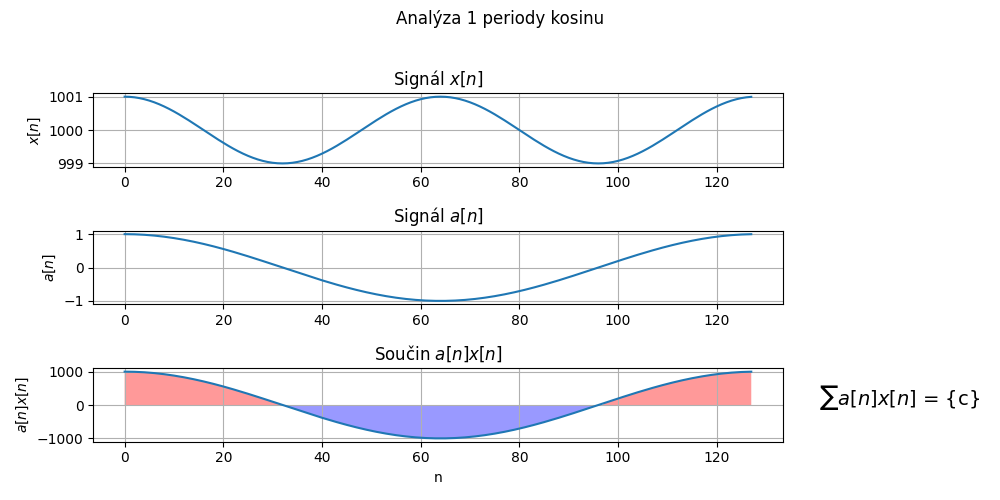 Analýza 1 periody kosinu
Signál x[n]
x[n]
1001
1000
999
0 20 40 60 80 100 120
Signál a[n]
a[n]
1
0
−1
0 20 40 60 80 100 120
Součin a[n]x[n]
a[n]x[n]
1000
0
−1000
0 20 40 60 80 100 120
n
∑a[n]x[n] = {c}